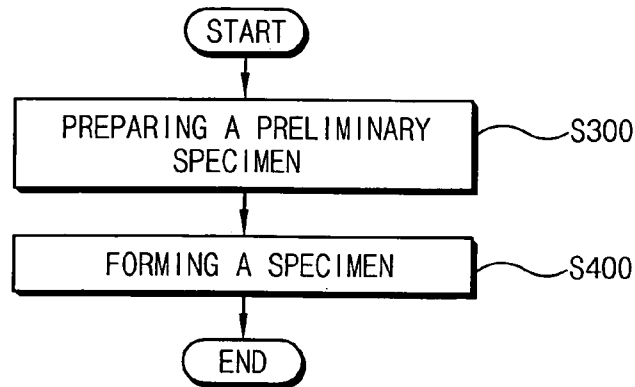 START
PREPARING A PRELIMINARY
SPECIMEN
S300
FORMING A SPECIMEN
S400
END